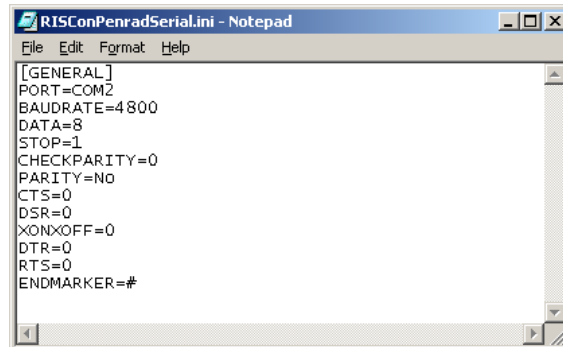 RISConPenradSerial.ini - Notepad
File Edit Format Help
[GENERAL]
PORT=COM2
BAUDRATE=4800
DATA=8
STOP=1
CHECKPARITY=0
PARITY=No
CTS=0
DSR=0
XONXOFF=0
DTR=0
RTS=0
ENDMARKER=#